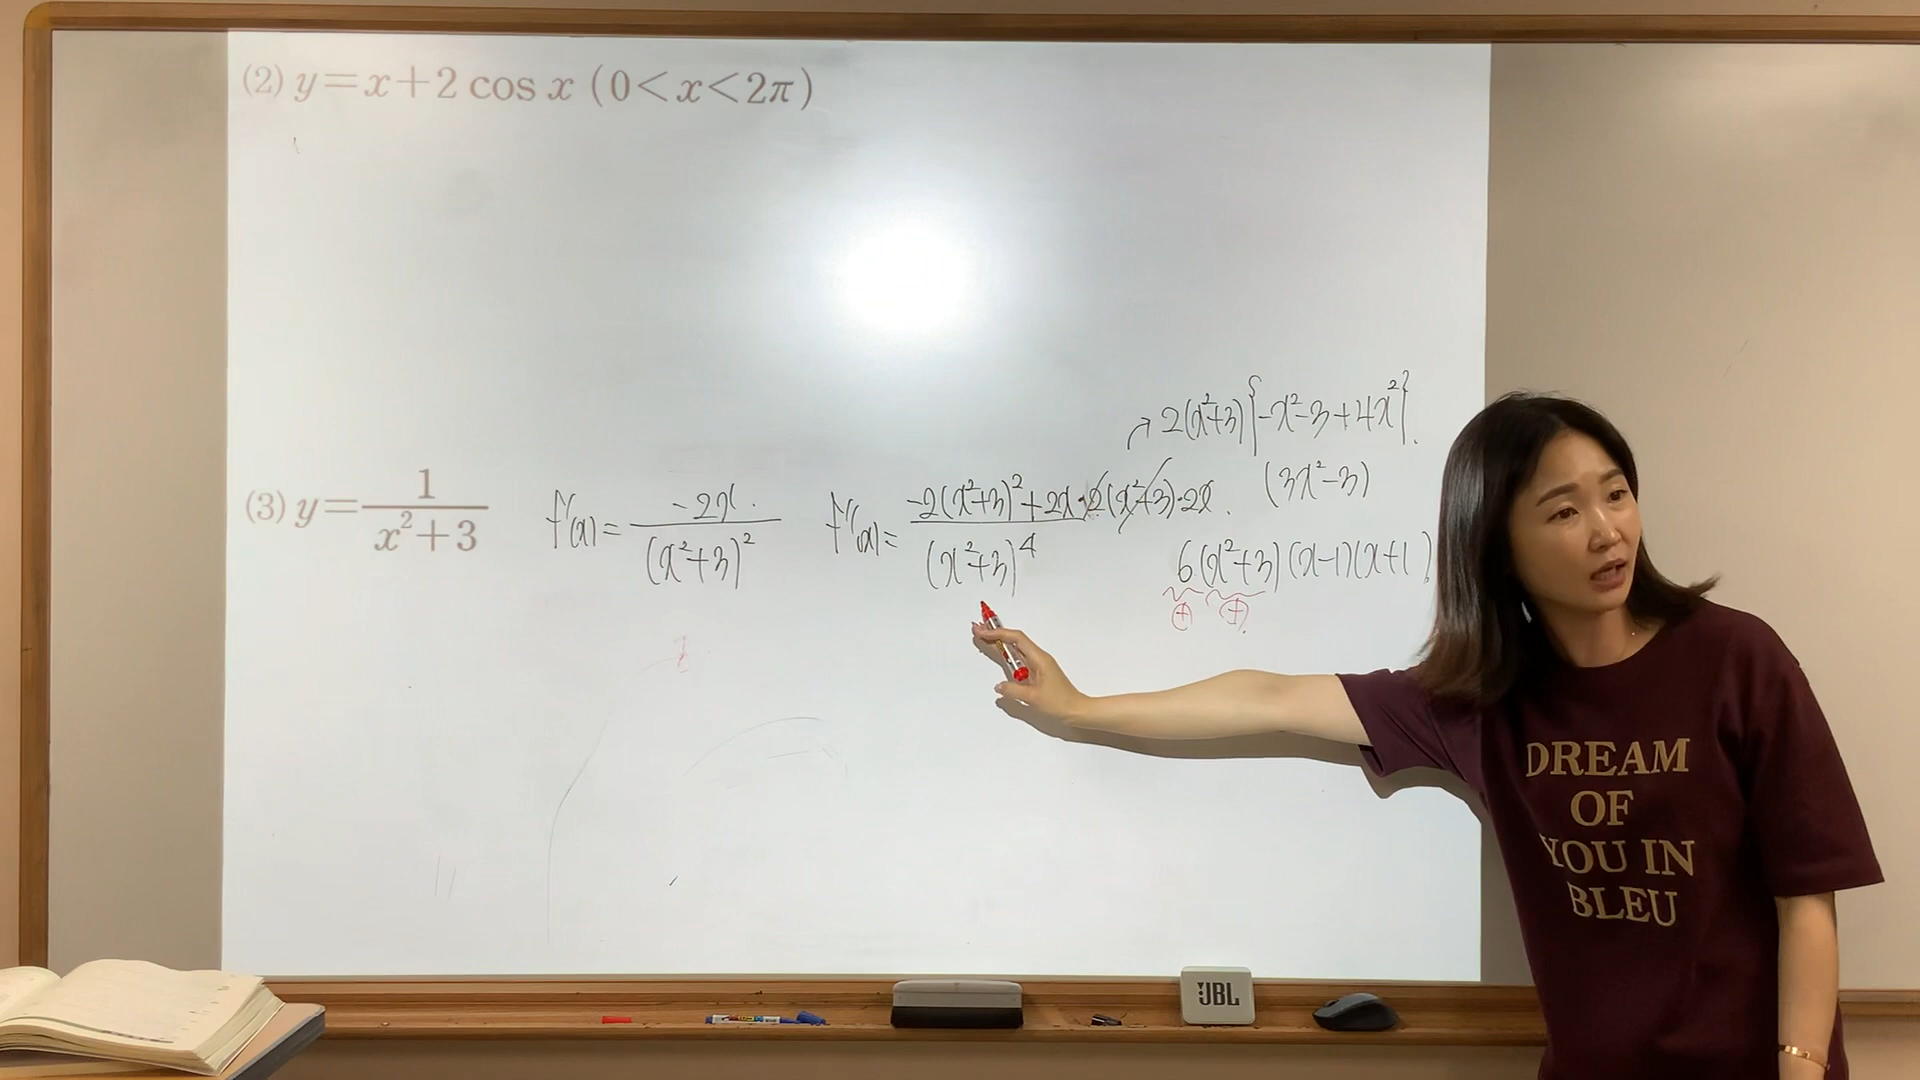 (2) y=x+2 cos x (0<x<2π)
(3) y=1/(x²+3)
f'(x)=-2x/(x²+3)²
f''(x)=(-2(x²+3)²+2x·2(x²+3)·2x)/(x²+3)⁴
→2(x²+3){-x²-3+4x²}
(3x²-3)
6(x²+3)(x-1)(x+1)
⊕ ⊕
DREAM
OF
YOU IN
BLEU
JBL